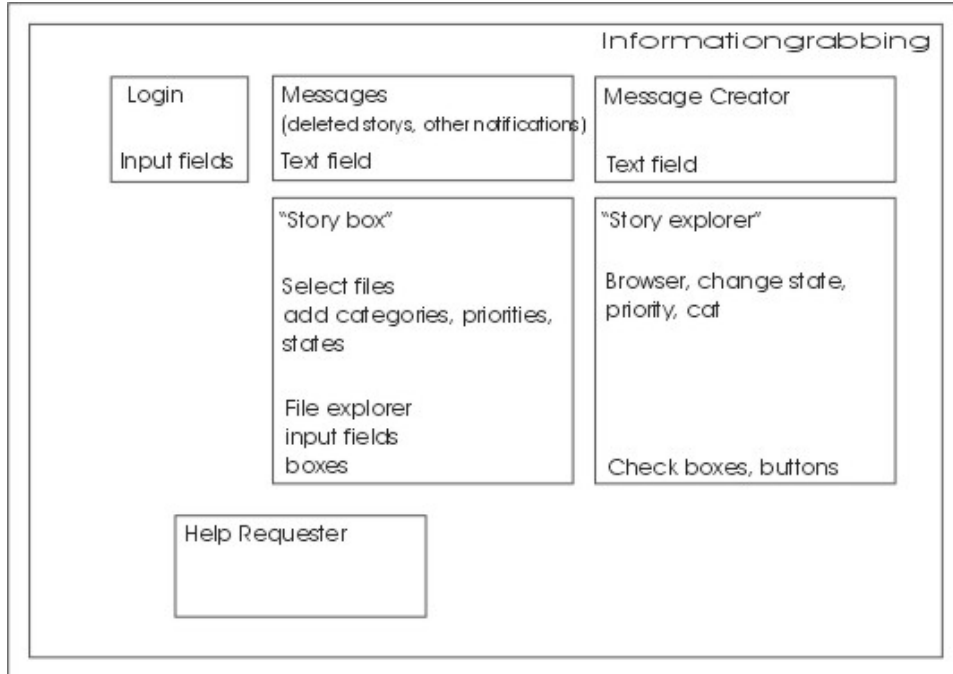 Informationgrabbing
Login
Input fields
Messages
(deleted storys, other notifications)
Text field
Message Creator
Text field
"Story box"
Select files
add categories, priorities,
states
File explorer
input fields
boxes
"Story explorer"
Browser, change state,
priority, cat
Check boxes, buttons
Help Requester